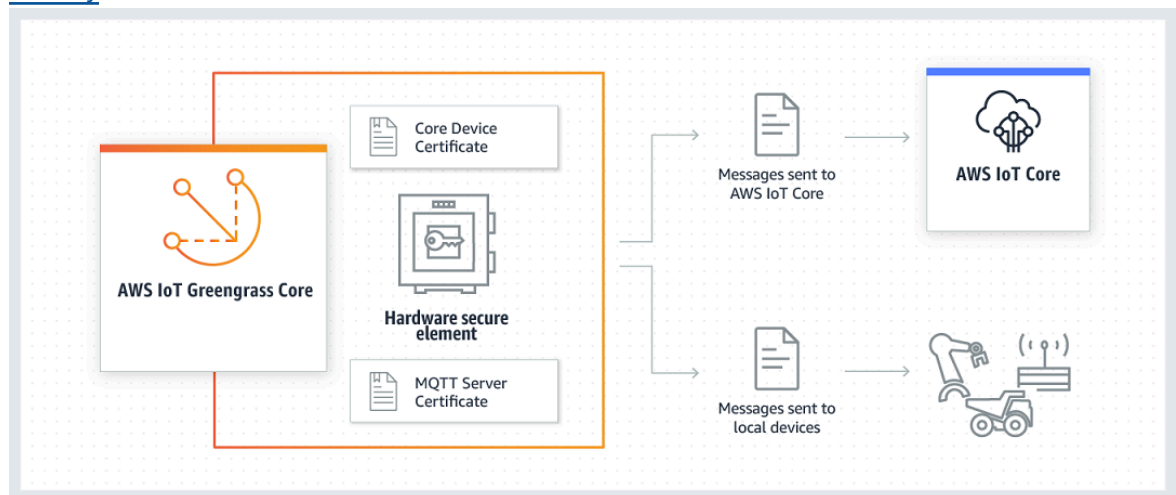 Core Device
Certificate
AWS IoT Greengrass Core
Hardware secure
element
MQTT Server
Certificate
Messages sent to
AWS IoT Core
AWS IoT Core
Messages sent to
local devices